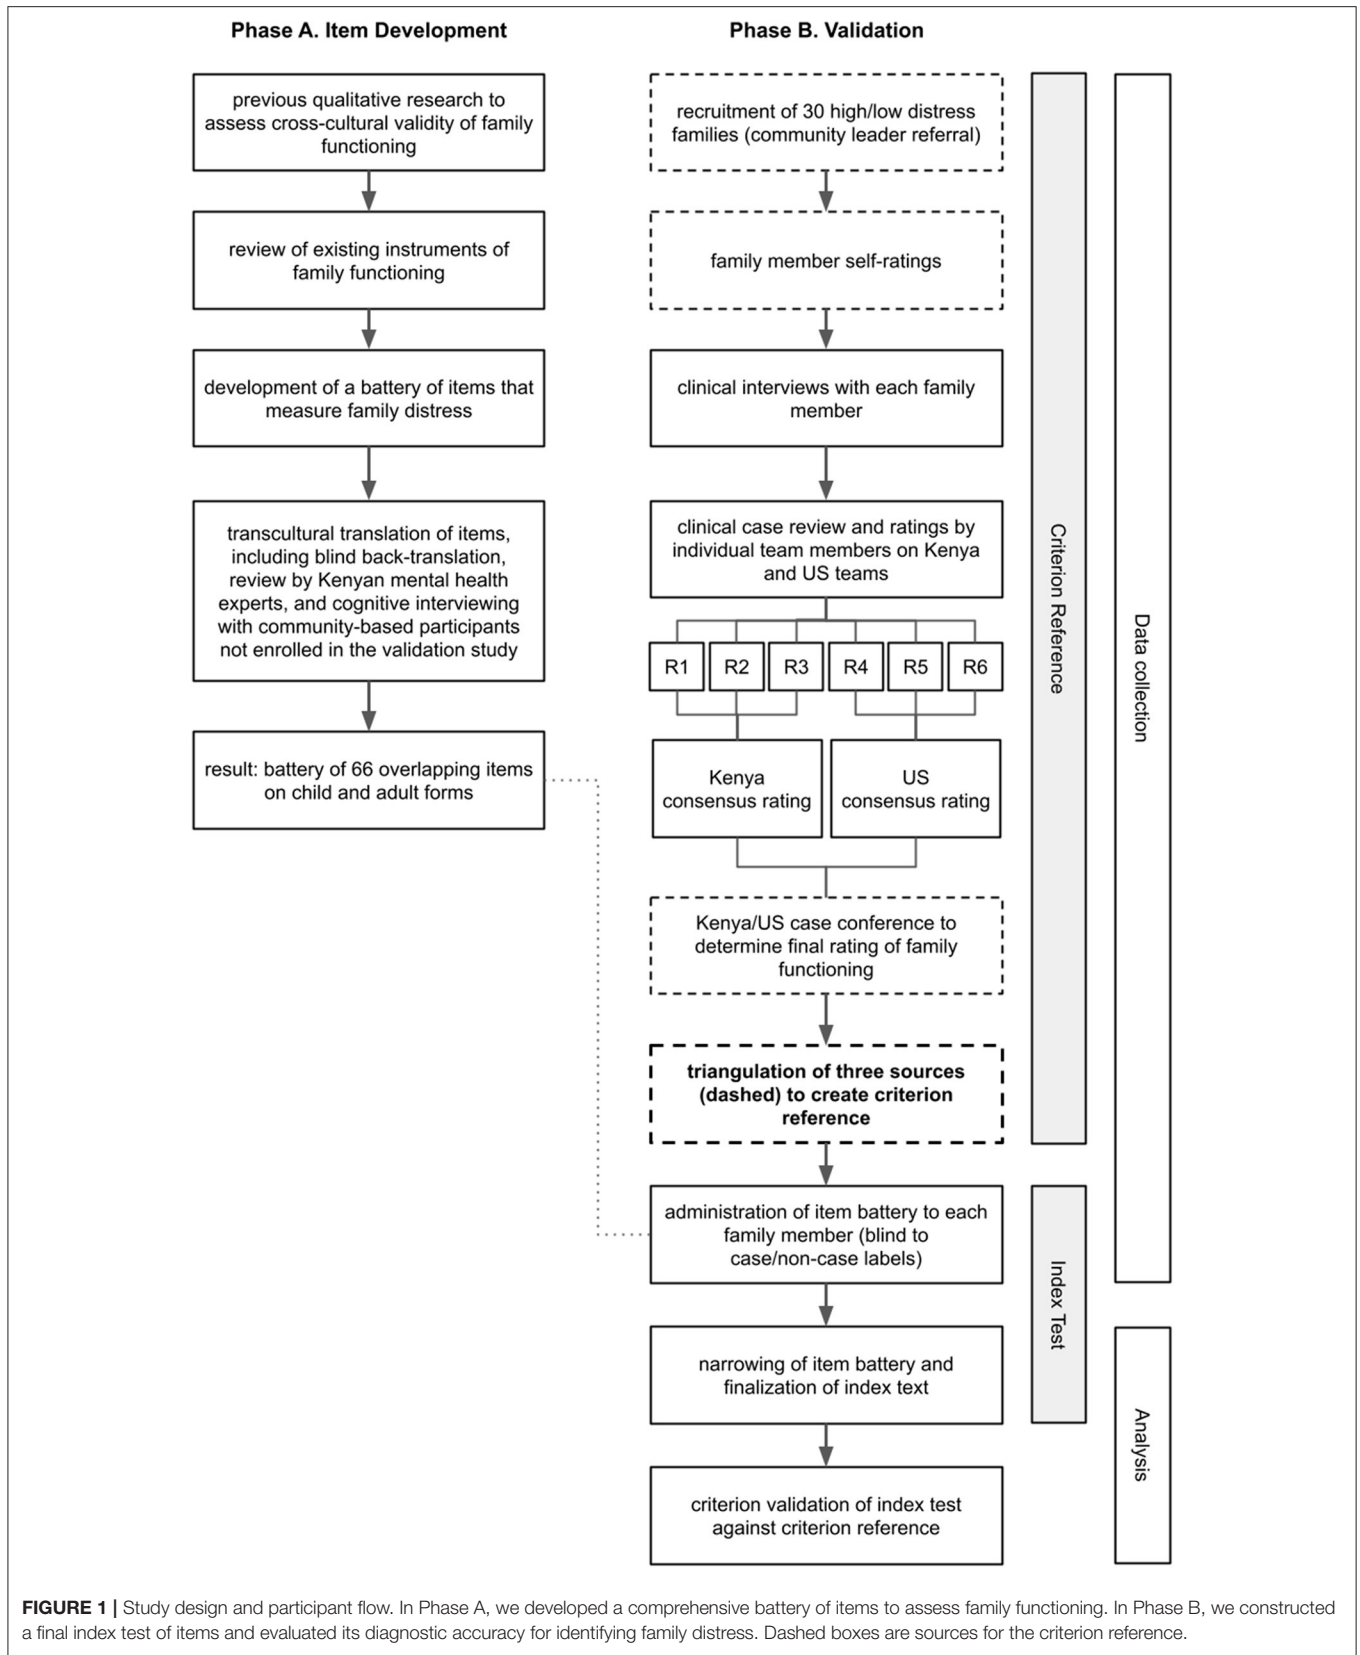 Phase A. Item Development
previous qualitative research to
assess cross-cultural validity of family
functioning
review of existing instruments of
family functioning
development of a battery of items that
measure family distress
transcultural translation of items,
including blind back-translation,
review by Kenyan mental health
experts, and cognitive interviewing
with community-based participants
not enrolled in the validation study
result: battery of 66 overlapping items
on child and adult forms
Phase B. Validation
recruitment of 30 high/low distress
families (community leader referral)
family member self-ratings
clinical interviews with each family
member
clinical case review and ratings by
individual team members on Kenya
and US teams
R1 R2 R3 R4 R5 R6
Kenya
consensus rating
US
consensus rating
Kenya/US case conference to
determine final rating of family
functioning
triangulation of three sources
(dashed) to create criterion
reference
administration of item battery to each
family member (blind to
case/non-case labels)
narrowing of item battery and
finalization of index text
criterion validation of index test
against criterion reference
Criterion Reference
Index Test
Data collection
Analysis
FIGURE 1 | Study design and participant flow. In Phase A, we developed a comprehensive battery of items to assess family functioning. In Phase B, we constructed
a final index test of items and evaluated its diagnostic accuracy for identifying family distress. Dashed boxes are sources for the criterion reference.